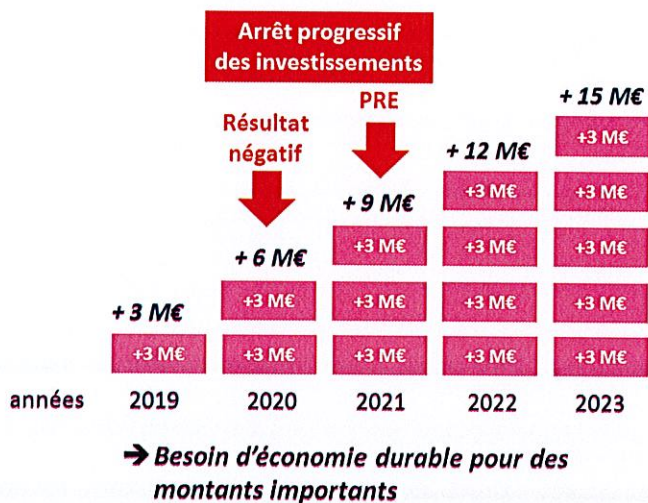 Arrêt progressif
des investissements
PRE
Résultat
négatif
+ 15 M€
+3 M€
+ 12 M€
+3 M€ +3 M€
+ 9 M€
+3 M€ +3 M€ +3 M€
+ 6 M€
+3 M€ +3 M€ +3 M€ +3 M€
+ 3 M€
+3 M€ +3 M€ +3 M€ +3 M€ +3 M€
années 2019 2020 2021 2022 2023
➔ Besoin d'économie durable pour des
montants importants